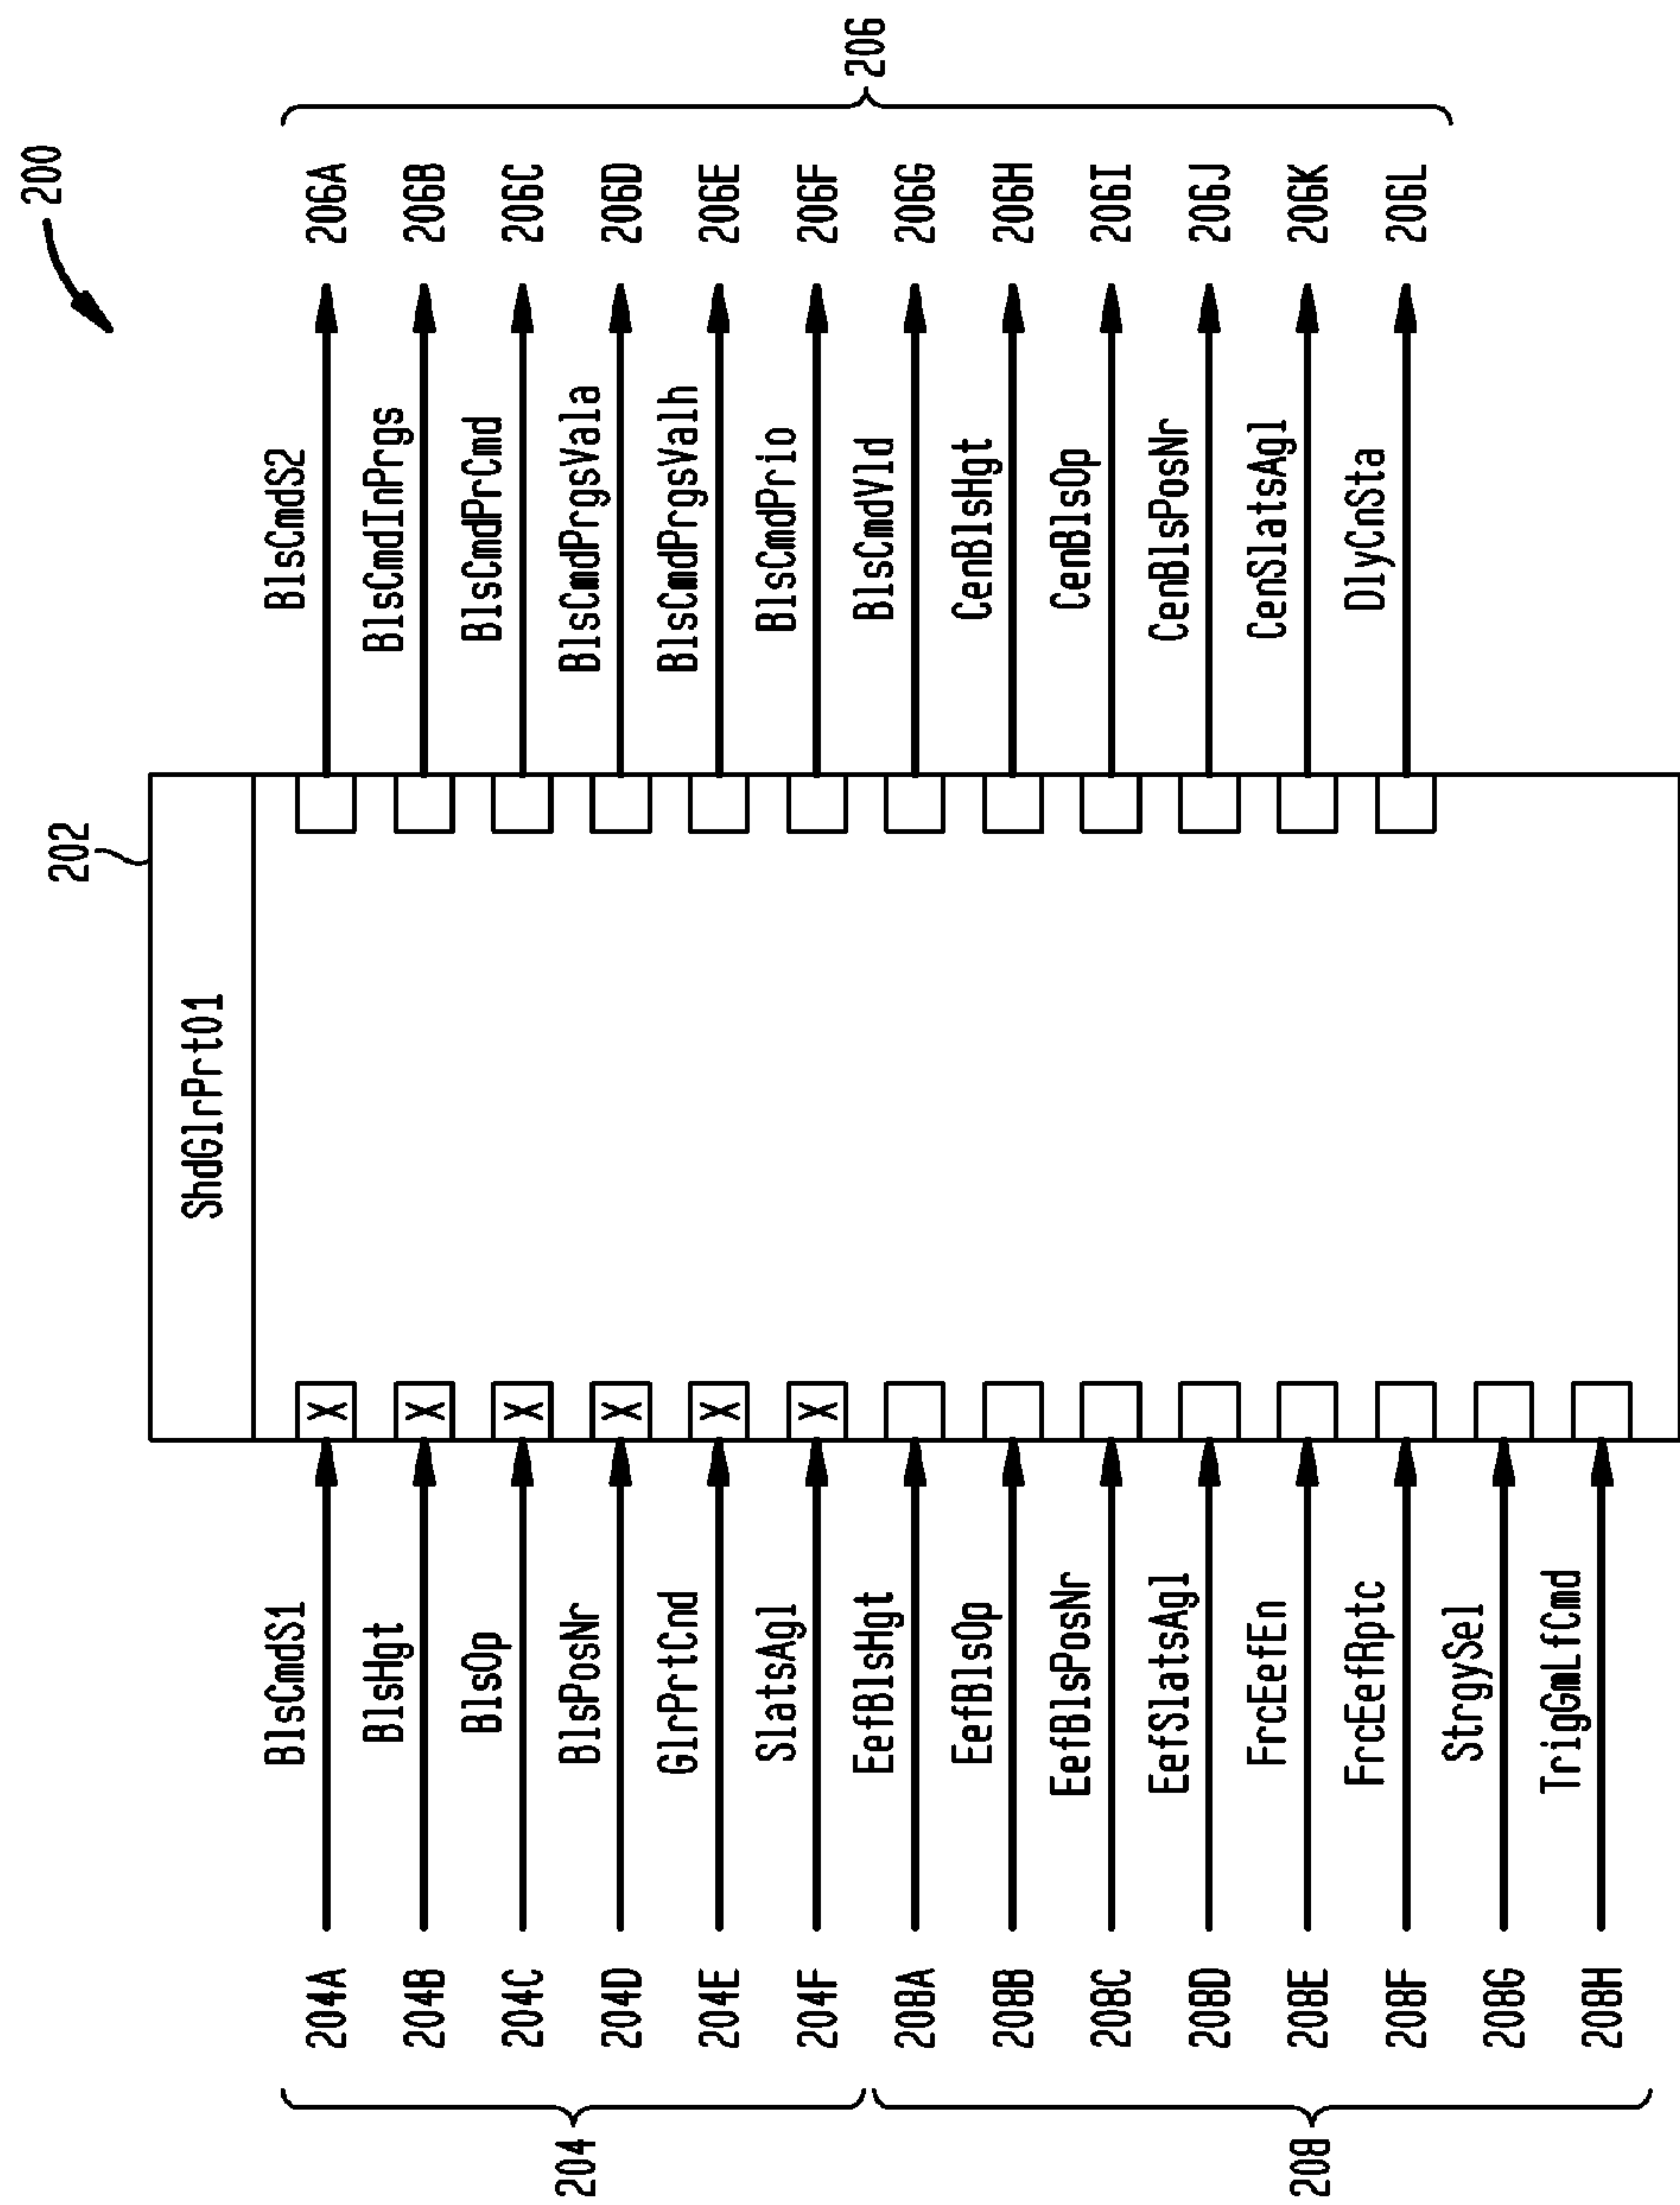 200
202
ShdGlrPrt01
204
204A BlsCmdS1
204B BlsHgt
204C BlsOp
204D BlsPosNr
204E GlrPrtCnd
204F SlatsAgl
208
208A EefBlsHgt
208B EefBlsOp
208C EefBlsPosNr
208D EefSlatsAgl
208E FrcEefEn
208F FrcEefRptc
208G StrgySel
208H TrigGmLfCmd
X
X
X
X
X
X
BlsCmdS2 206A
BlsCmdInPrgs 206B
BlsCmdPrCmd 206C
BlsCmdPrgsVala 206D
BlsCmdPrgsValh 206E
BlsCmdPrio 206F
BlsCmdVld 206G
CenBlsHgt 206H
CenBlsOp 206I
CenBlsPosNr 206J
CenSlatsAgl 206K
DlyCnSta 206L
206